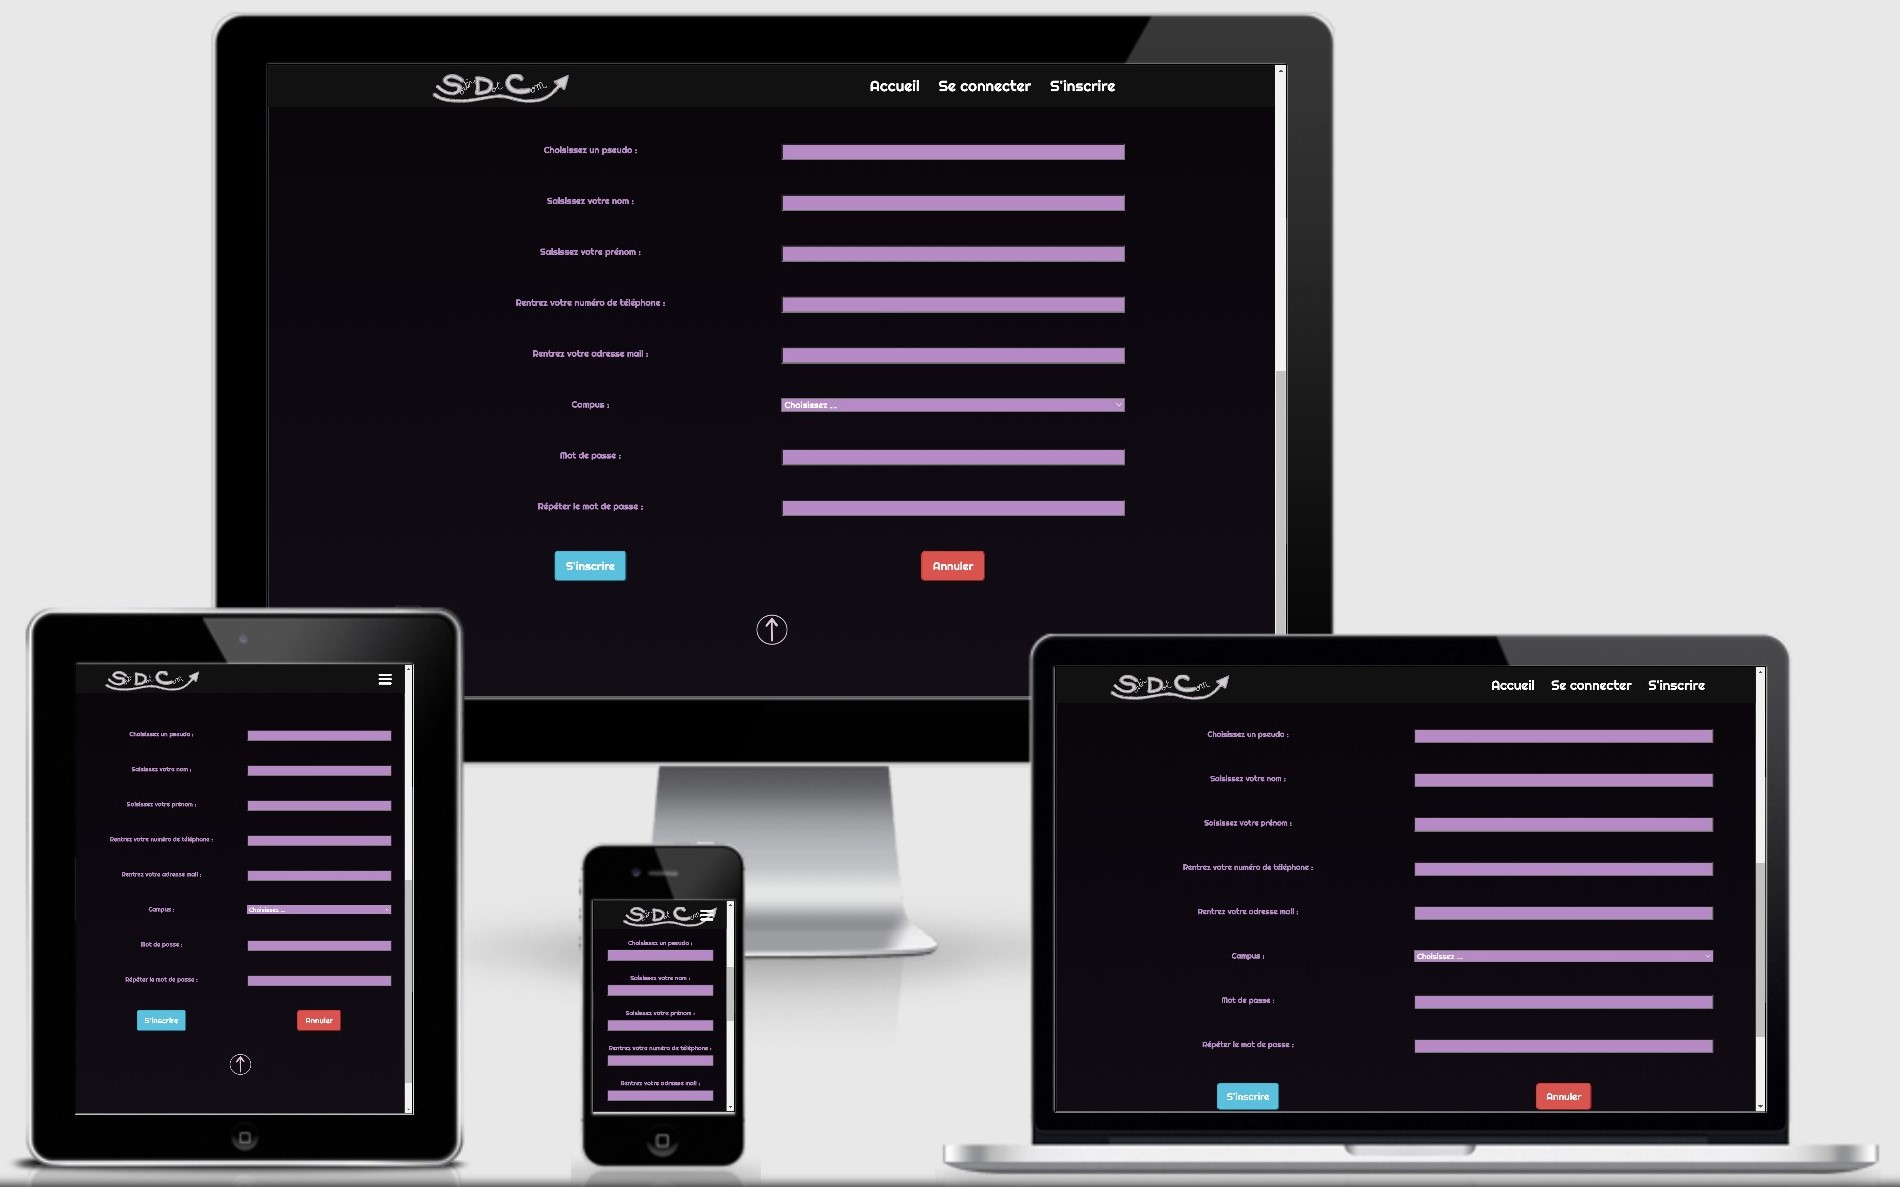 Accueil Se connecter S'inscrire
Choisissez un pseudo :
Saisissez votre nom :
Saisissez votre prénom :
Rentrez votre numéro de téléphone :
Rentrez votre adresse mail :
Campus :
Choisissez ...
Mot de passe :
Répéter le mot de passe :
S'inscrire
Annuler
Choisissez un pseudo :
Saisissez votre nom :
Saisissez votre prénom :
Rentrez votre numéro de téléphone :
Rentrez votre adresse mail :
Campus :
Choisissez ...
Mot de passe :
Répéter le mot de passe :
S'inscrire
Annuler
Choisissez un pseudo :
Saisissez votre nom :
Saisissez votre prénom :
Rentrez votre numéro de téléphone :
Rentrez votre adresse mail :
Accueil Se connecter S'inscrire
Choisissez un pseudo :
Saisissez votre nom :
Saisissez votre prénom :
Rentrez votre numéro de téléphone :
Rentrez votre adresse mail :
Campus :
Choisissez ...
Mot de passe :
Répéter le mot de passe :
S'inscrire
Annuler